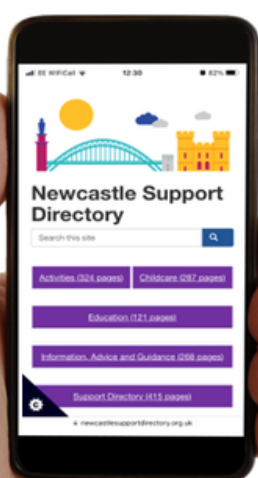 EE WiFiCall 12:30 82%
Newcastle Support
Directory
Search this site
Activities (324 pages) Childcare (287 pages)
Education (121 pages)
Information, Advice and Guidance (268 pages)
Support Directory (415 pages)
newcastlesupportdirectory.org.uk